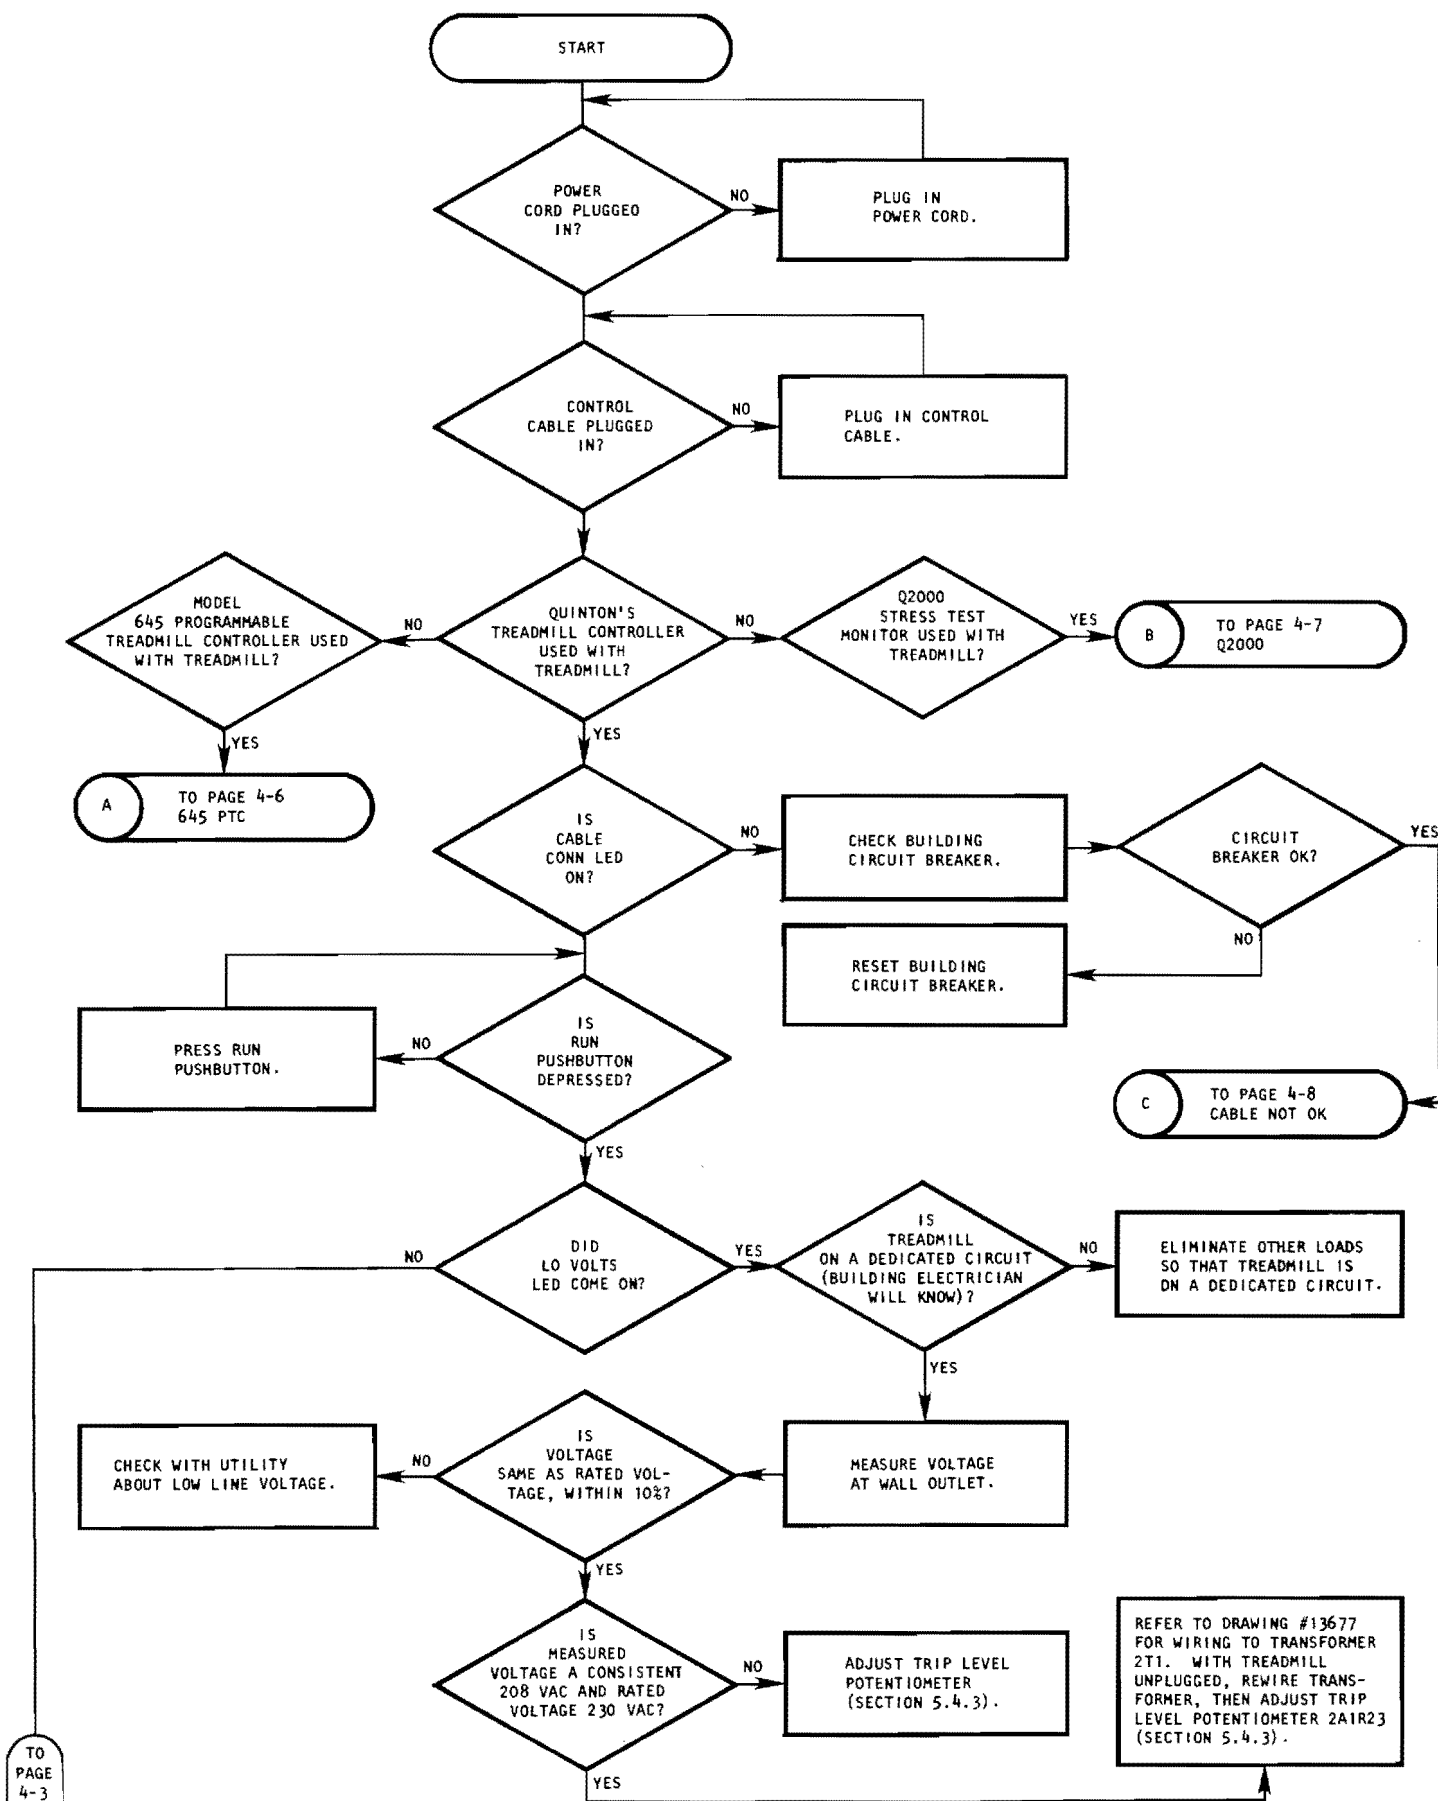 START
POWER
CORD PLUGGED
IN?
NO
PLUG IN
POWER CORD.
CONTROL
CABLE PLUGGED
IN?
NO
PLUG IN CONTROL
CABLE.
MODEL
645 PROGRAMMABLE
TREADMILL CONTROLLER USED
WITH TREADMILL?
NO
QUINTON'S
TREADMILL CONTROLLER
USED WITH
TREADMILL?
NO
Q2000
STRESS TEST
MONITOR USED WITH
TREADMILL?
YES
B
TO PAGE 4-7
Q2000
YES
A
TO PAGE 4-6
645 PTC
YES
IS
CABLE
CONN LED
ON?
NO
CHECK BUILDING
CIRCUIT BREAKER.
CIRCUIT
BREAKER OK?
YES
NO
RESET BUILDING
CIRCUIT BREAKER.
IS
RUN
PUSHBUTTON
DEPRESSED?
NO
PRESS RUN
PUSHBUTTON.
C
TO PAGE 4-8
CABLE NOT OK
YES
DID
LO VOLTS
LED COME ON?
NO
YES
IS
TREADMILL
ON A DEDICATED CIRCUIT
(BUILDING ELECTRICIAN
WILL KNOW)?
NO
ELIMINATE OTHER LOADS
SO THAT TREADMILL IS
ON A DEDICATED CIRCUIT.
YES
MEASURE VOLTAGE
AT WALL OUTLET.
IS
VOLTAGE
SAME AS RATED VOL-
TAGE, WITHIN 10%?
NO
CHECK WITH UTILITY
ABOUT LOW LINE VOLTAGE.
YES
IS
MEASURED
VOLTAGE A CONSISTENT
208 VAC AND RATED
VOLTAGE 230 VAC?
NO
ADJUST TRIP LEVEL
POTENTIOMETER
(SECTION 5.4.3).
REFER TO DRAWING #13677
FOR WIRING TO TRANSFORMER
2T1. WITH TREADMILL
UNPLUGGED, REWIRE TRANS-
FORMER, THEN ADJUST TRIP
LEVEL POTENTIOMETER 2A1R23
(SECTION 5.4.3).
YES
TO
PAGE
4-3